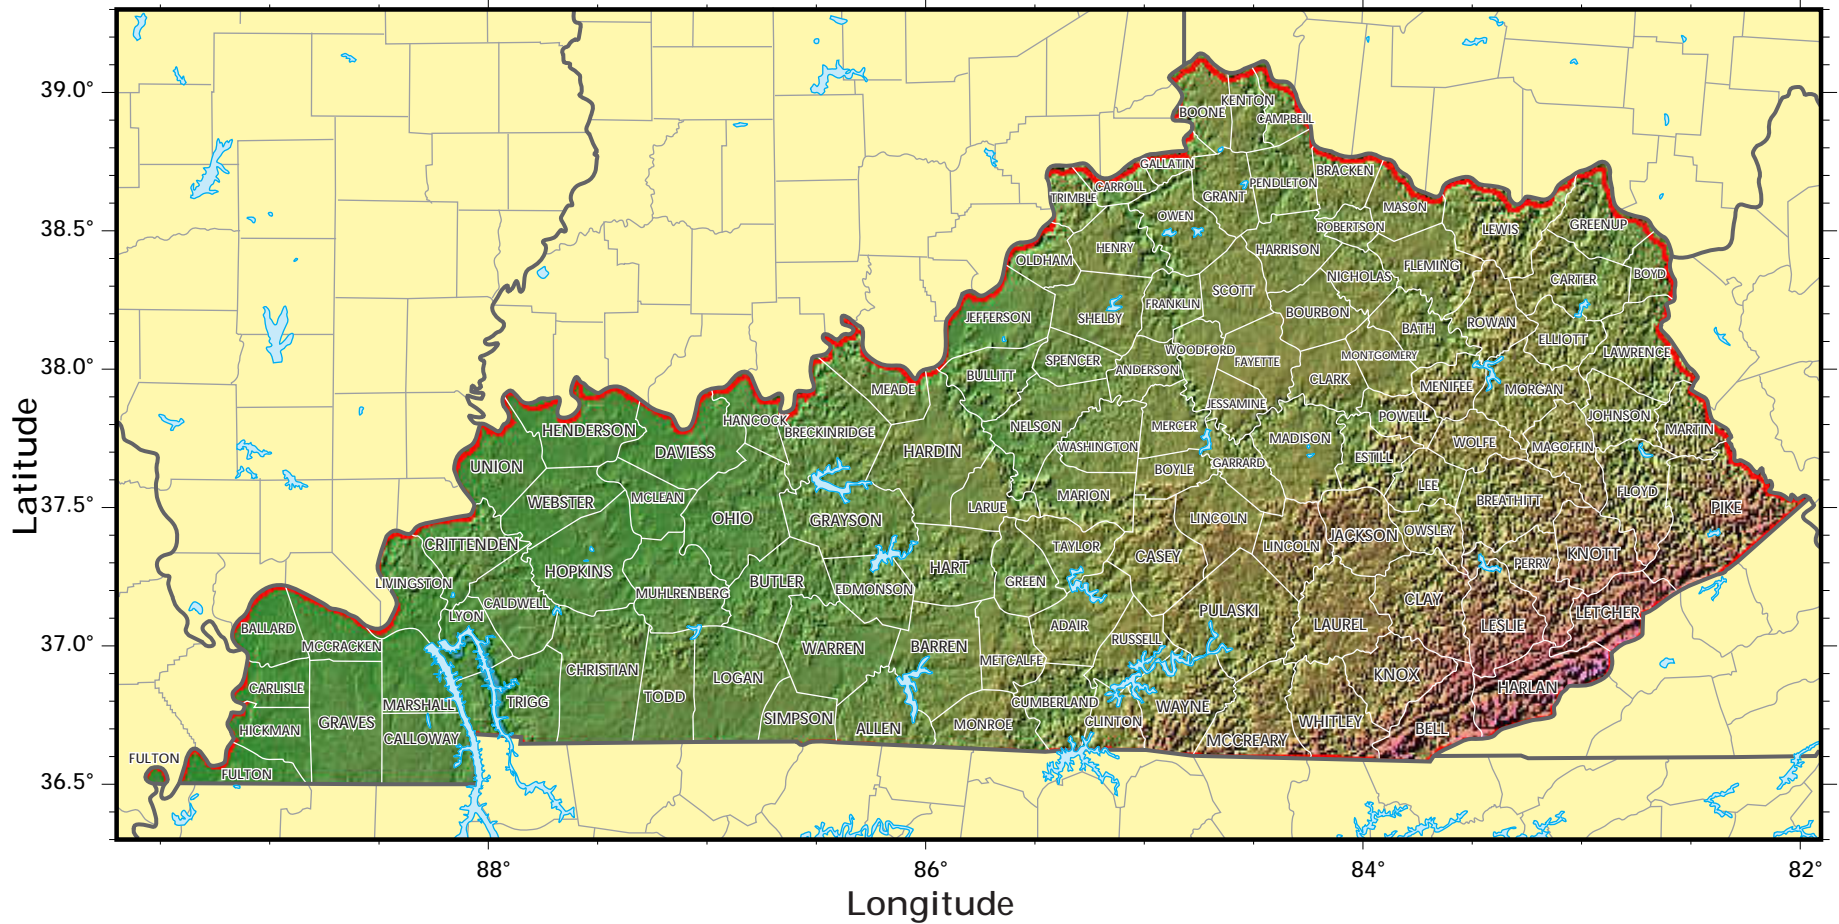 39.0°
38.5°
38.0°
37.5°
37.0°
36.5°
Latitude
88°
86°
84°
82°
Longitude
KENTON
BOONE
CAMPBELL
GALLATIN
BRACKEN
CARROLL
PENDLETON
TRIMBLE
GRANT
MASON
OWEN
ROBERTSON
LEWIS
GREENUP
HENRY
HARRISON
OLDHAM
FLEMING
NICHOLAS
CARTER
BOYD
SCOTT
FRANKLIN
JEFFERSON
SHELBY
BOURBON
BATH
ROWAN
ELLIOTT
WOODFORD
FAYETTE
MONTGOMERY
LAWRENCE
SPENCER
ANDERSON
BULLITT
CLARK
MENIFEE
MORGAN
MEADE
JESSAMINE
POWELL
JOHNSON
HANCOCK
BRECKINRIDGE
NELSON
MERCER
MARTIN
HENDERSON
MADISON
WOLFE
MAGOFFIN
WASHINGTON
DAVIESS
HARDIN
ESTILL
UNION
BOYLE
GARRARD
LEE
FLOYD
WEBSTER
MCLEAN
MARION
BREATHITT
LARUE
PIKE
OHIO
GRAYSON
LINCOLN
JACKSON
OWSLEY
CRITTENDEN
TAYLOR
LINCOLN
CASEY
KNOTT
HOPKINS
HART
PERRY
LIVINGSTON
BUTLER
GREEN
EDMONSON
MUHLRENBERG
CALDWELL
CLAY
LYON
PULASKI
LETCHER
BALLARD
ADAIR
LAUREL
LESLIE
MCCRACKEN
WARREN
BARREN
RUSSELL
METCALFE
CHRISTIAN
LOGAN
KNOX
CARLISLE
HARLAN
TODD
MARSHALL
TRIGG
CUMBERLAND
WAYNE
GRAVES
SIMPSON
MONROE
CLINTON
WHITLEY
HICKMAN
ALLEN
BELL
CALLOWAY
MCCREARY
FULTON
FULTON